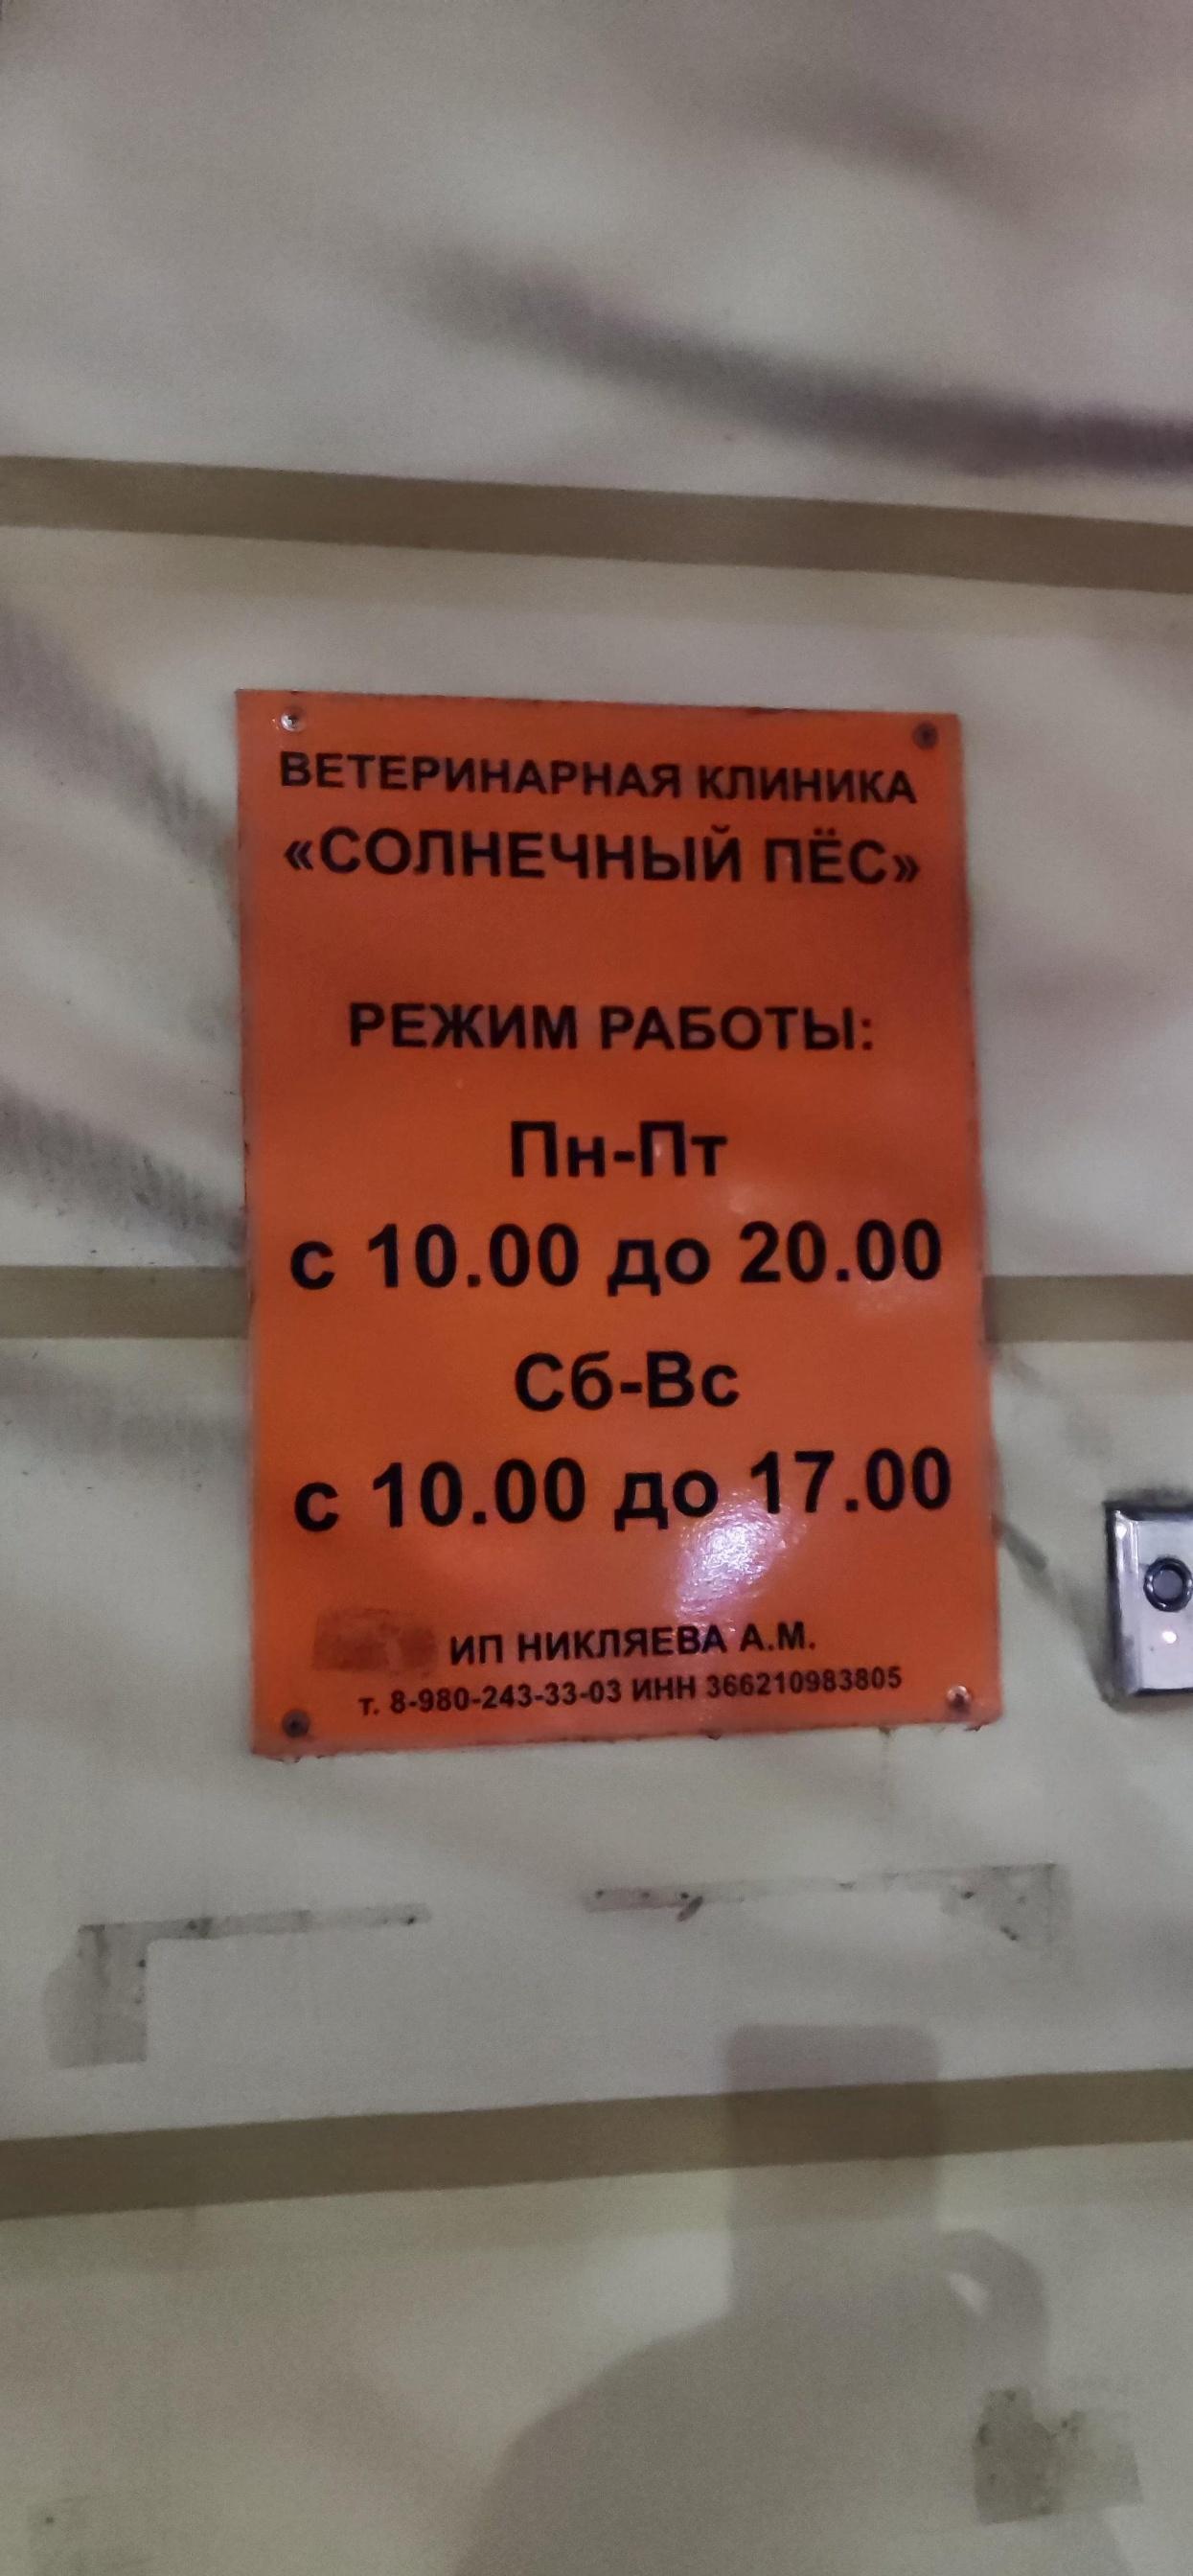 ВЕТЕРИНАРНАЯ КЛИНИКА
«СОЛНЕЧНЫЙ ПЁС»
РЕЖИМ РАБОТЫ:
Пн-Пт
с 10.00 до 20.00
Сб-Вс
с 10.00 до 17.00
ИП НИКЛЯЕВА А.М.
т. 8-980-243-33-03 ИНН 366210983805